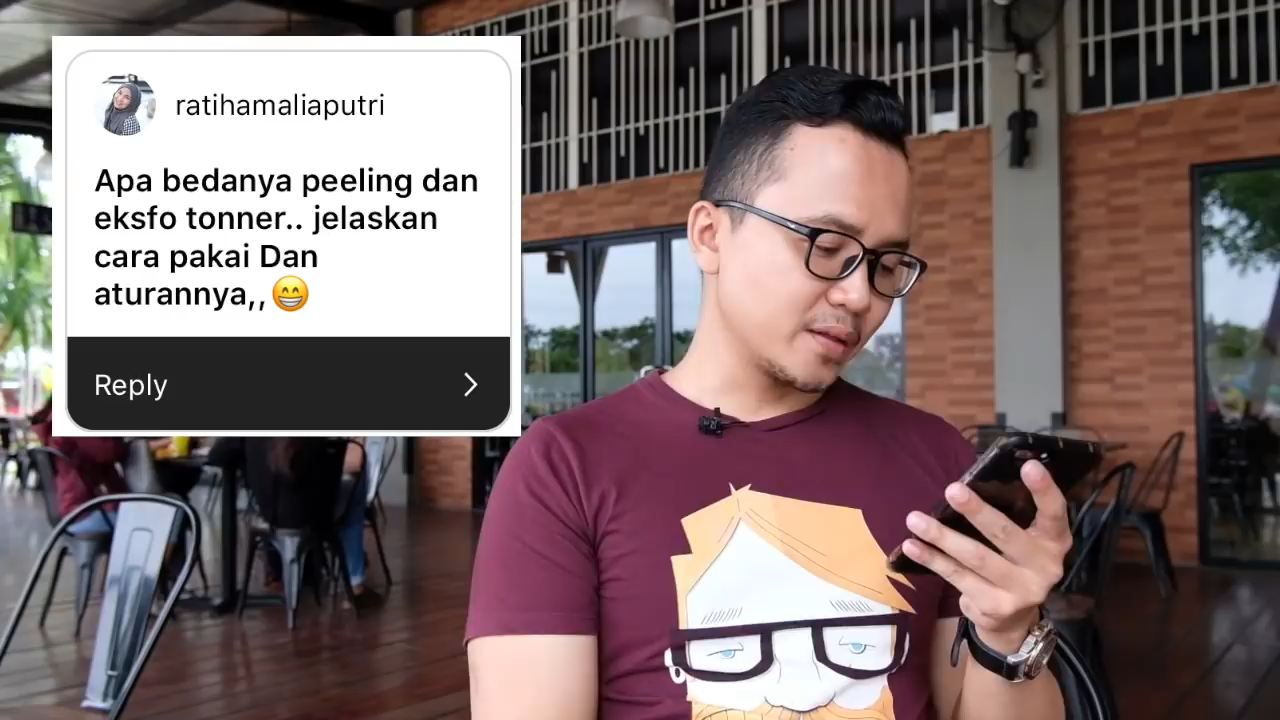 ratihamaliaputri
Apa bedanya peeling dan
eksfo tonner.. jelaskan
cara pakai Dan
aturannya,,😁
Reply